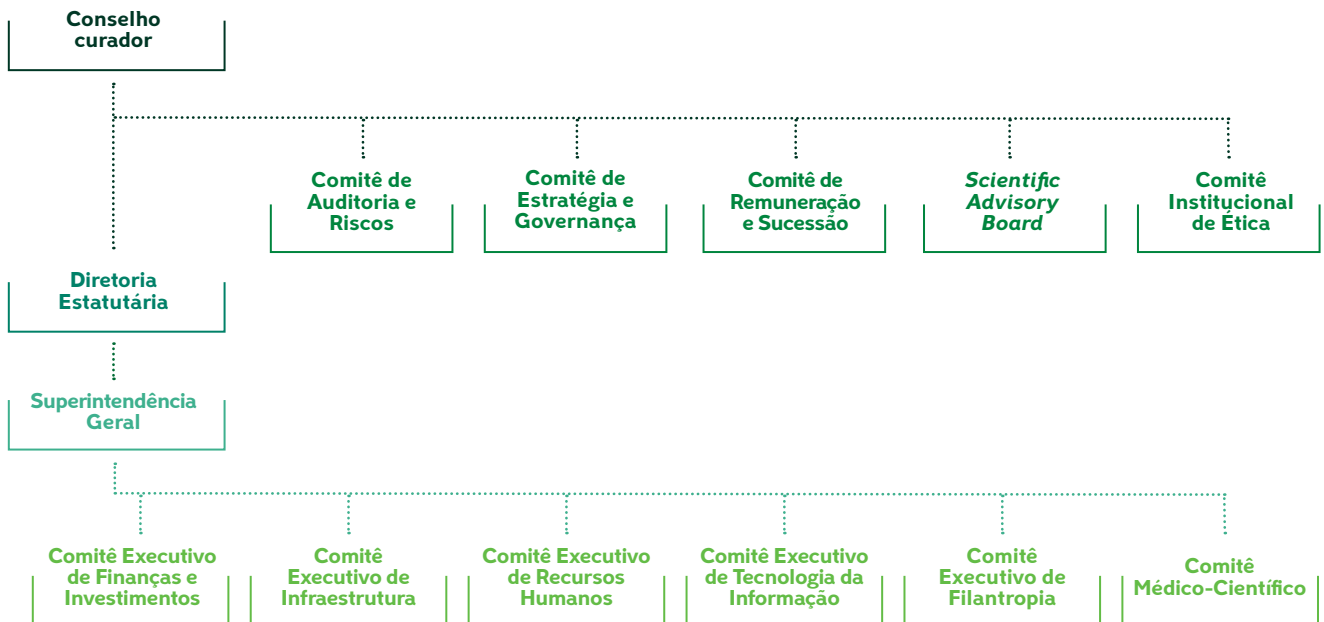 Conselho
curador
Comitê de
Auditoria e
Riscos
Comitê de
Estratégia e
Governança
Comitê de
Remuneração
e Sucessão
Scientific
Advisory
Board
Comitê
Institucional
de Ética
Diretoria
Estatutária
Superintendência
Geral
Comitê Executivo
de Finanças e
Investimentos
Comitê
Executivo de
Infraestrutura
Comitê Executivo
de Recursos
Humanos
Comitê Executivo
de Tecnologia da
Informação
Comitê
Executivo de
Filantropia
Comitê
Médico-Científico